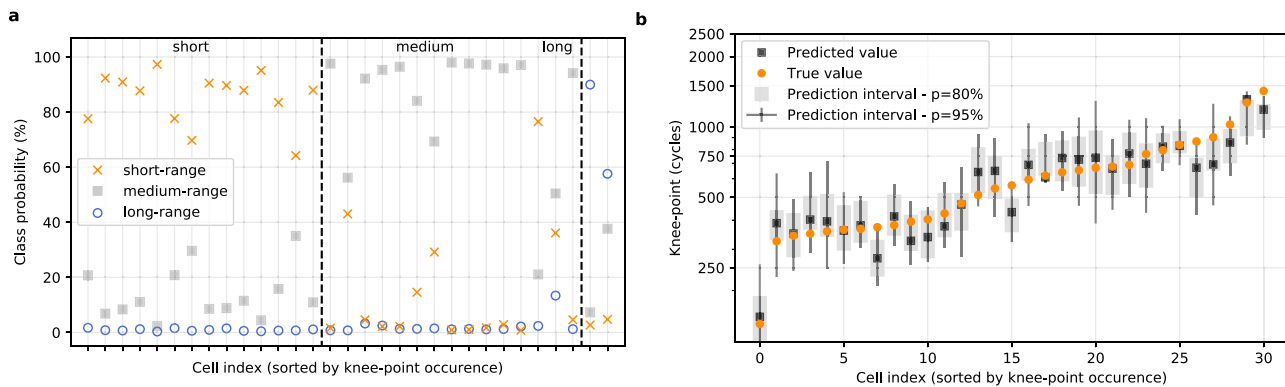 a
short
medium
long
100
80
60
40
20
0
Class probability (%)
short-range
medium-range
long-range
Cell index (sorted by knee-point occurence)
b
2500
2000
1500
1000
750
500
250
Knee-point (cycles)
Predicted value
True value
Prediction interval - p=80%
Prediction interval - p=95%
0 5 10 15 20 25 30
Cell index (sorted by knee-point occurence)